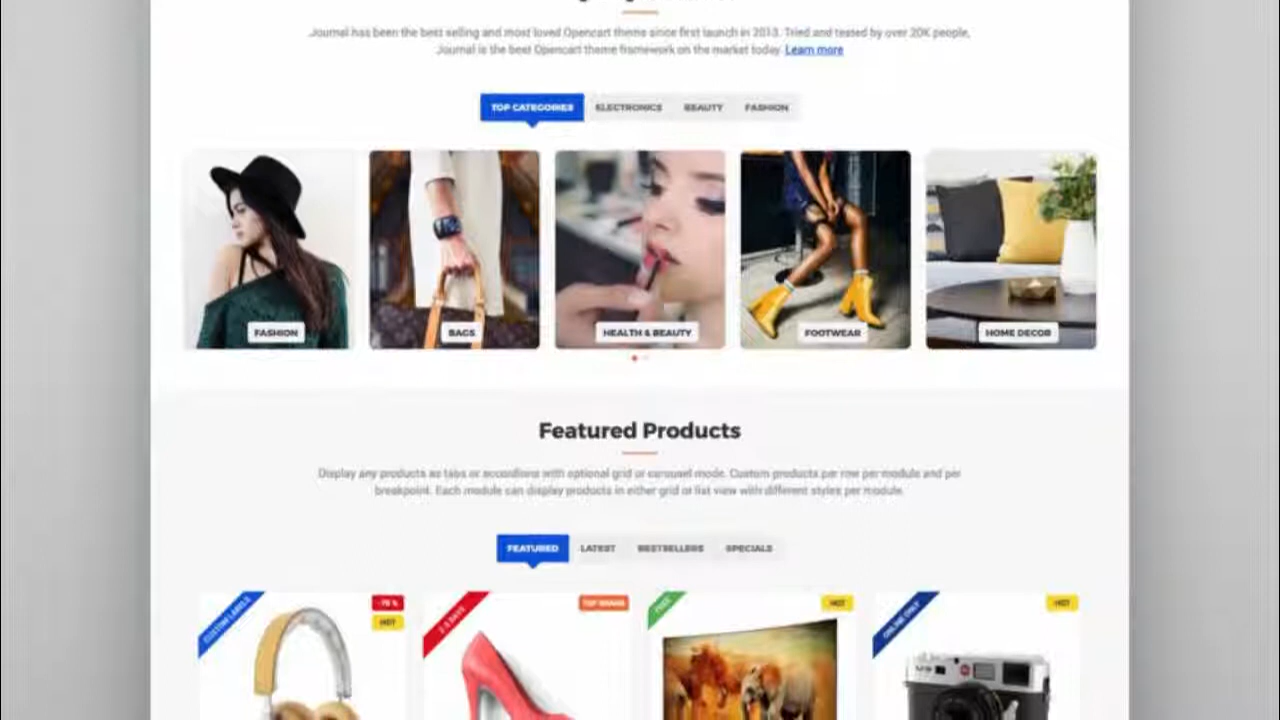 Journal has been the best selling and most loved Opencart theme since first launch in 2013. Tried and tested by over 20K people,
Journal is the best Opencart theme framework on the market today. Learn more
TOP CATEGORIES ELECTRONICS BEAUTY FASHION
FASHION BAGS HEALTH & BEAUTY FOOTWEAR HOME DECOR
Featured Products
Display any products as tabs or accordions with optional grid or carousel mode. Custom products per row per module and per
breakpoint. Each module can display products in either grid or list view with different styles per module.
FEATURED LATEST BESTSELLERS SPECIALS
CUSTOM LABELS HOT 2-3 DAYS TOP BRAND FREE HOT ONLINE ONLY HOT